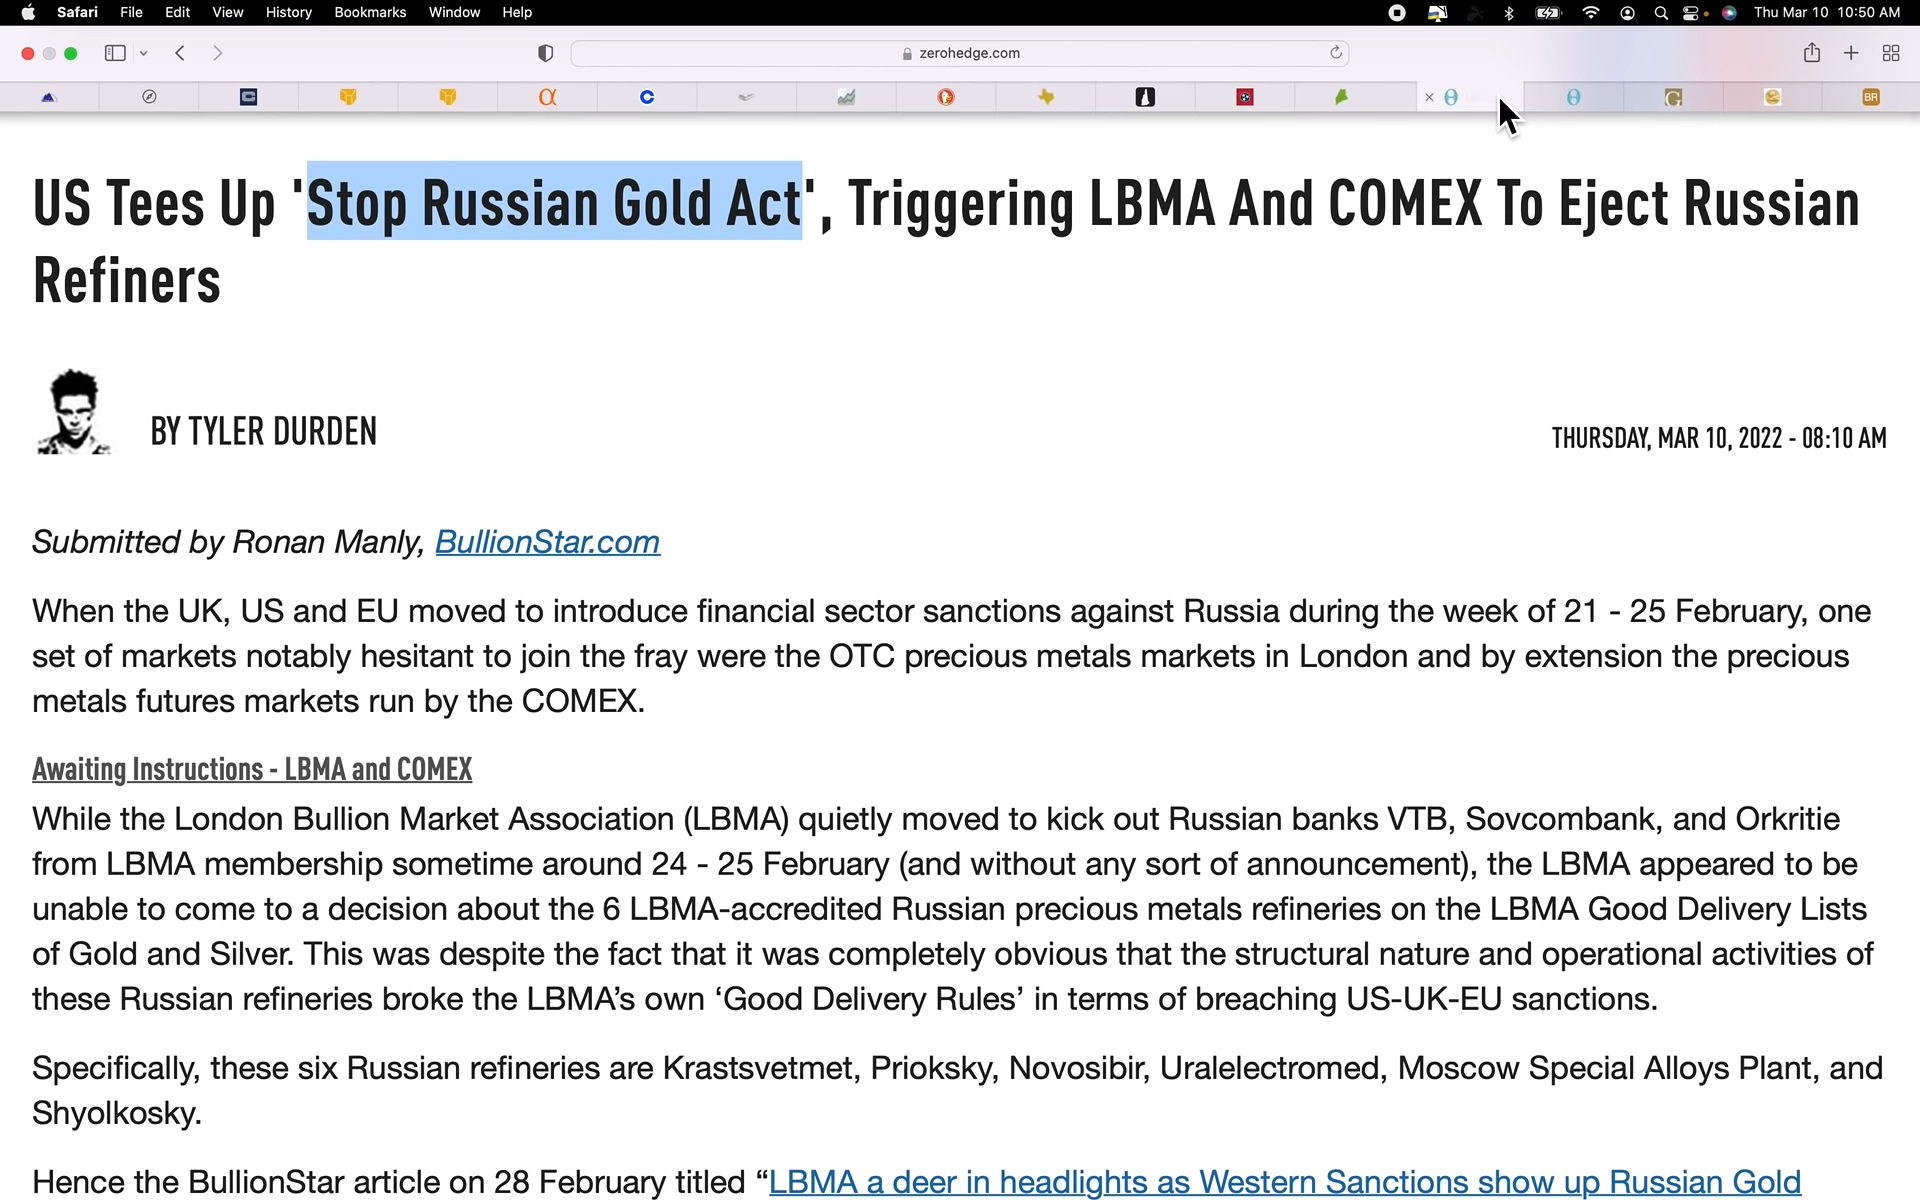 Safari File Edit View History Bookmarks Window Help Thu Mar 10 10:50 AM
zerohedge.com
BR
US Tees Up 'Stop Russian Gold Act', Triggering LBMA And COMEX To Eject Russian
Refiners
BY TYLER DURDEN
THURSDAY, MAR 10, 2022 - 08:10 AM
Submitted by Ronan Manly, BullionStar.com
When the UK, US and EU moved to introduce financial sector sanctions against Russia during the week of 21 - 25 February, one
set of markets notably hesitant to join the fray were the OTC precious metals markets in London and by extension the precious
metals futures markets run by the COMEX.
Awaiting Instructions - LBMA and COMEX
While the London Bullion Market Association (LBMA) quietly moved to kick out Russian banks VTB, Sovcombank, and Orkritie
from LBMA membership sometime around 24 - 25 February (and without any sort of announcement), the LBMA appeared to be
unable to come to a decision about the 6 LBMA-accredited Russian precious metals refineries on the LBMA Good Delivery Lists
of Gold and Silver. This was despite the fact that it was completely obvious that the structural nature and operational activities of
these Russian refineries broke the LBMA's own ‘Good Delivery Rules’ in terms of breaching US-UK-EU sanctions.
Specifically, these six Russian refineries are Krastsvetmet, Prioksky, Novosibir, Uralelectromed, Moscow Special Alloys Plant, and
Shyolkosky.
Hence the BullionStar article on 28 February titled “LBMA a deer in headlights as Western Sanctions show up Russian Gold